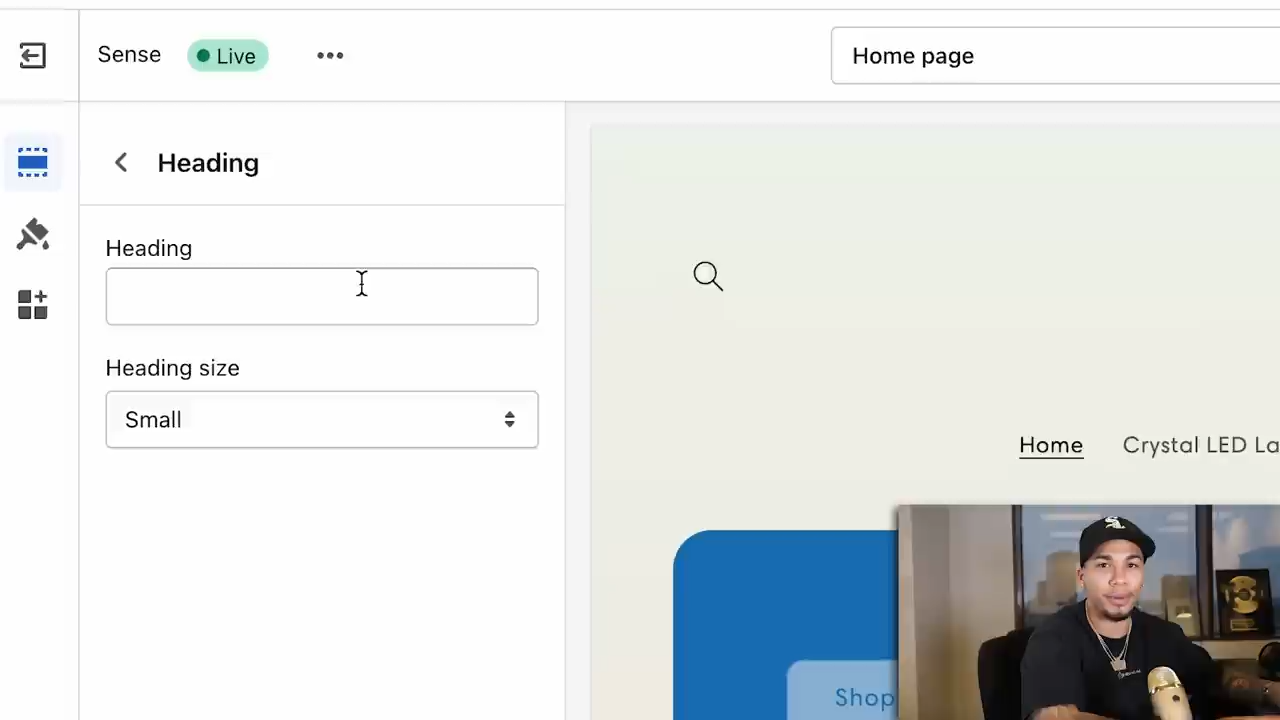 Sense
Live
Home page
Heading
Heading
Heading size
Small
Home
Crystal LED La
Shop